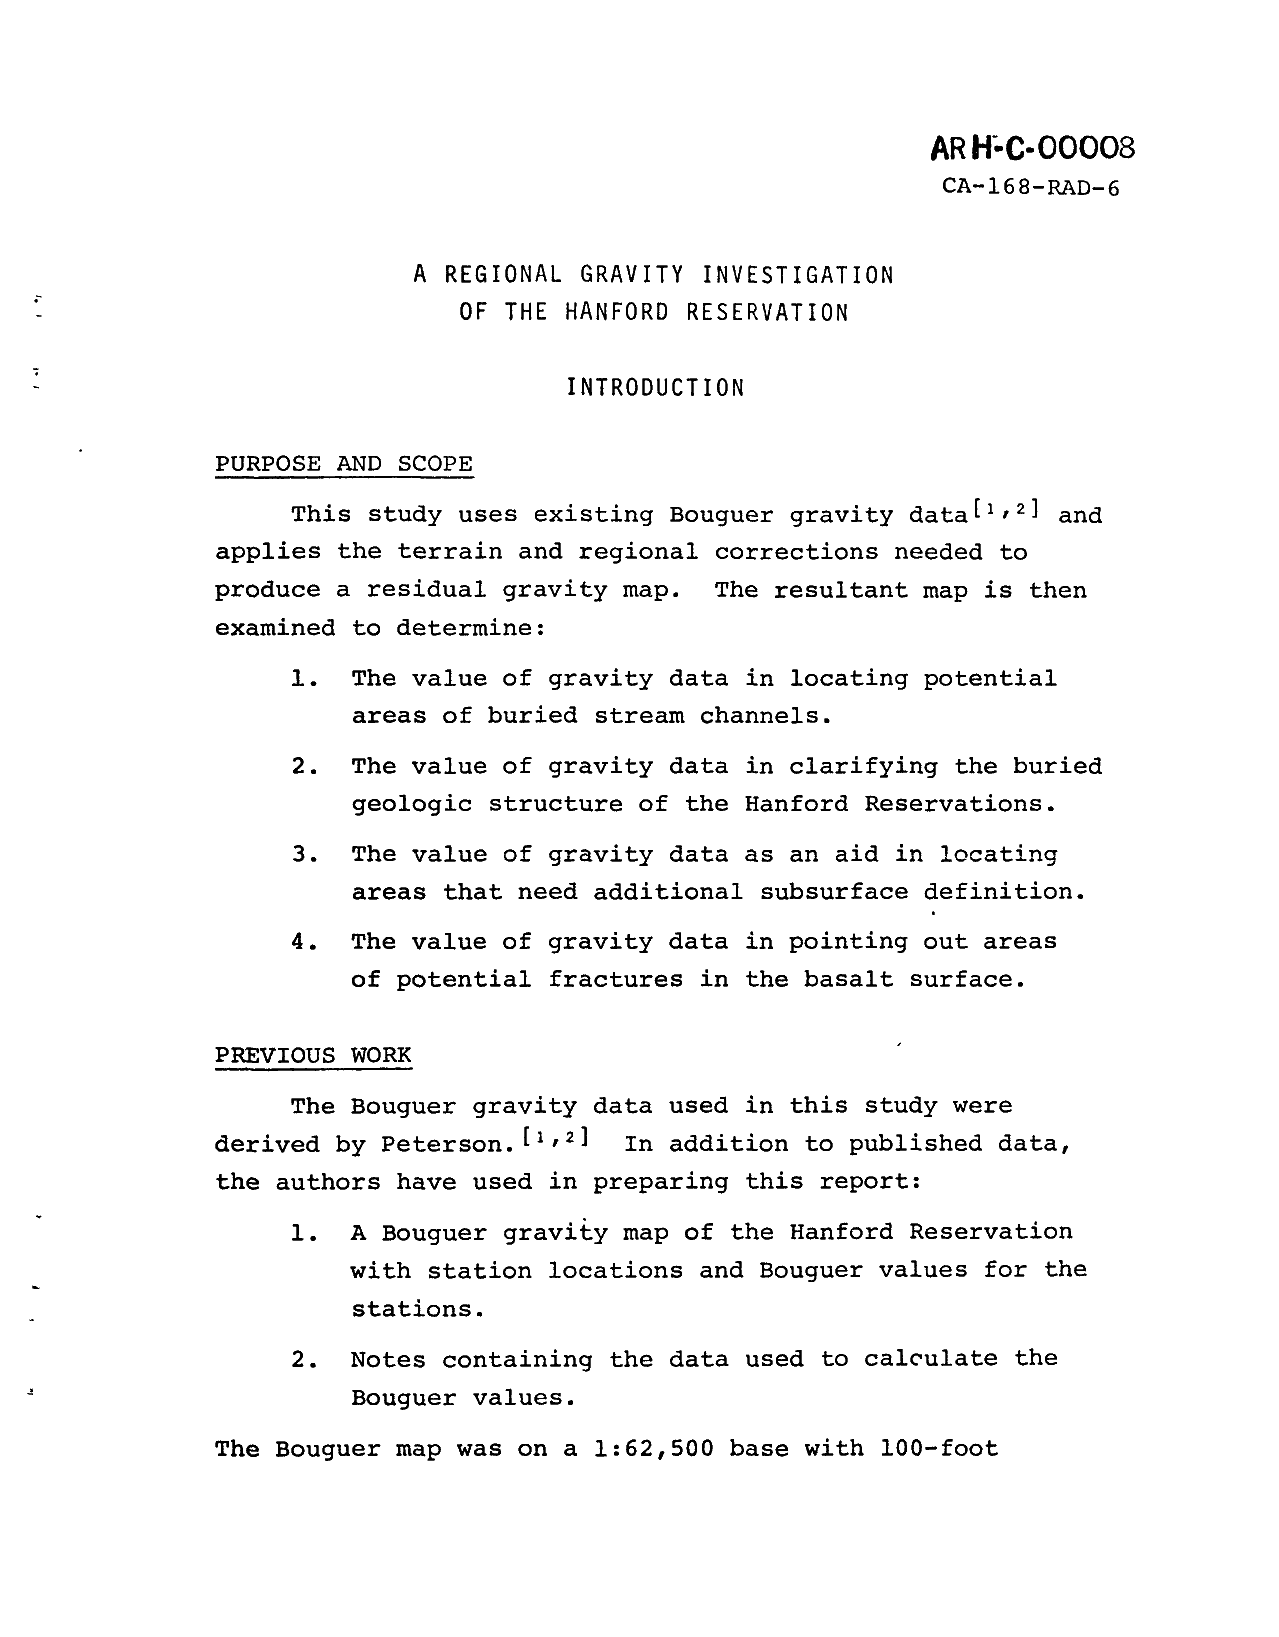 ARH-C-00008
CA-168-RAD-6
A REGIONAL GRAVITY INVESTIGATION
OF THE HANFORD RESERVATION
INTRODUCTION
PURPOSE AND SCOPE
This study uses existing Bouguer gravity data[1,2] and
applies the terrain and regional corrections needed to
produce a residual gravity map. The resultant map is then
examined to determine:
1. The value of gravity data in locating potential
areas of buried stream channels.
2. The value of gravity data in clarifying the buried
geologic structure of the Hanford Reservations.
3. The value of gravity data as an aid in locating
areas that need additional subsurface definition.
4. The value of gravity data in pointing out areas
of potential fractures in the basalt surface.
PREVIOUS WORK
The Bouguer gravity data used in this study were
derived by Peterson.[1,2] In addition to published data,
the authors have used in preparing this report:
1. A Bouguer gravity map of the Hanford Reservation
with station locations and Bouguer values for the
stations.
2. Notes containing the data used to calculate the
Bouguer values.
The Bouguer map was on a 1:62,500 base with 100-foot